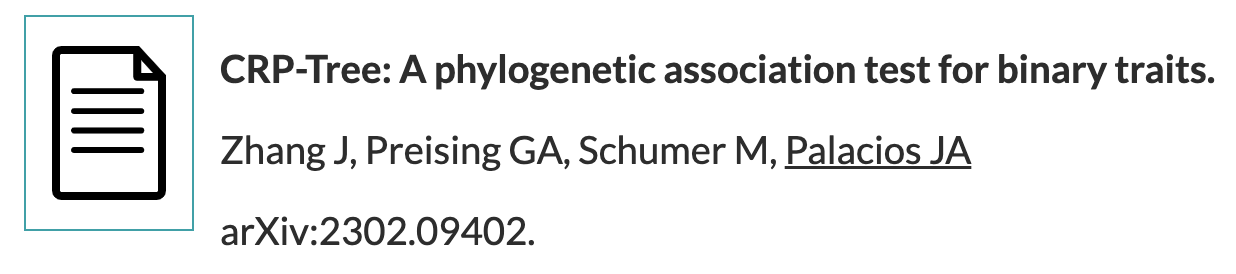 CRP-Tree: A phylogenetic association test for binary traits.
Zhang J, Preising GA, Schumer M, Palacios JA
arXiv:2302.09402.